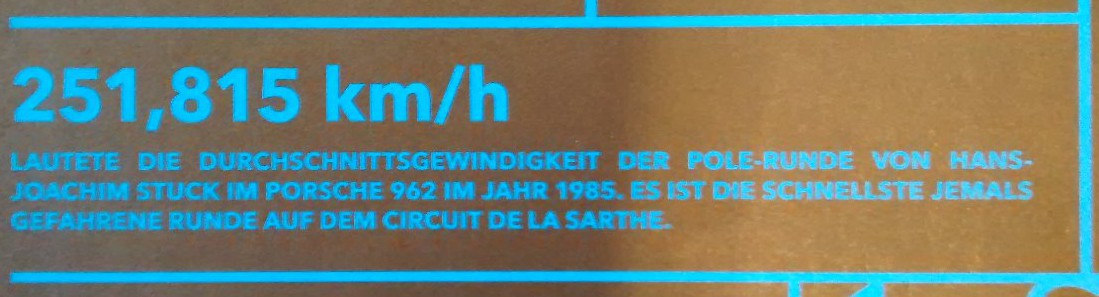 251,815 km/h
LAUTETE DIE DURCHSCHNITTSGEWINDIGKEIT DER POLE-RUNDE VON HANS-
JOACHIM STUCK IM PORSCHE 962 IM JAHR 1985. ES IST DIE SCHNELLSTE JEMALS
GEFAHRENE RUNDE AUF DEM CIRCUIT DE LA SARTHE.